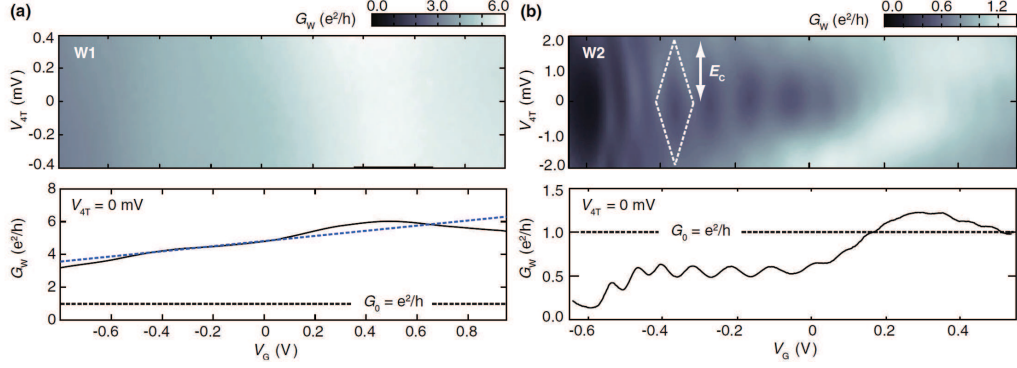 (a)
G_W (e²/h)
0.0 3.0 6.0
W1
V_4T (mV)
0.4
0.2
0
-0.2
-0.4
V_4T = 0 mV
G_W (e²/h)
8
6
4
2
0
G_0 = e²/h
-0.6 -0.4 -0.2 0 0.2 0.4 0.6 0.8
V_G (V)
(b)
G_W (e²/h)
0.0 0.6 1.2
W2
E_C
V_4T (mV)
2.0
1.0
0
-1.0
-2.0
V_4T = 0 mV
G_W (e²/h)
1.5
1.0
0.5
0.0
G_0 = e²/h
-0.6 -0.4 -0.2 0 0.2 0.4
V_G (V)